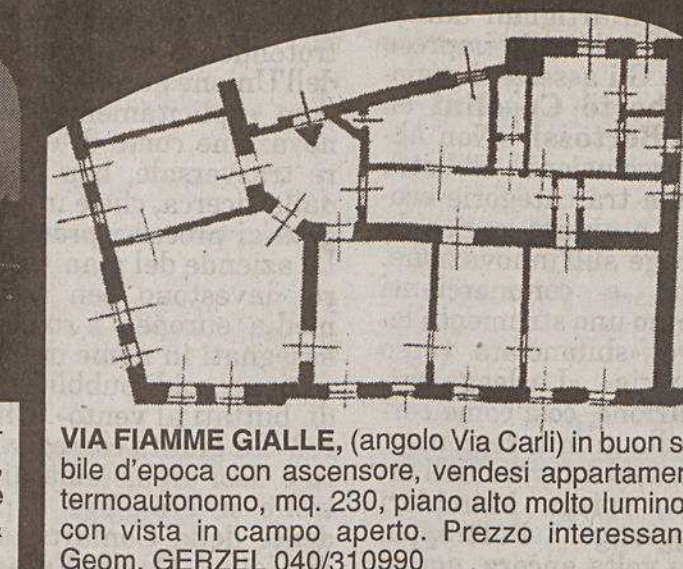 VIA FIAMME GIALLE, (angolo Via Carli) in buon s
bile d'epoca con ascensore, vendesi appartamen
termoautonomo, mq. 230, piano alto molto lumino
con vista in campo aperto. Prezzo interessan
Geom. GERZEL 040/310990